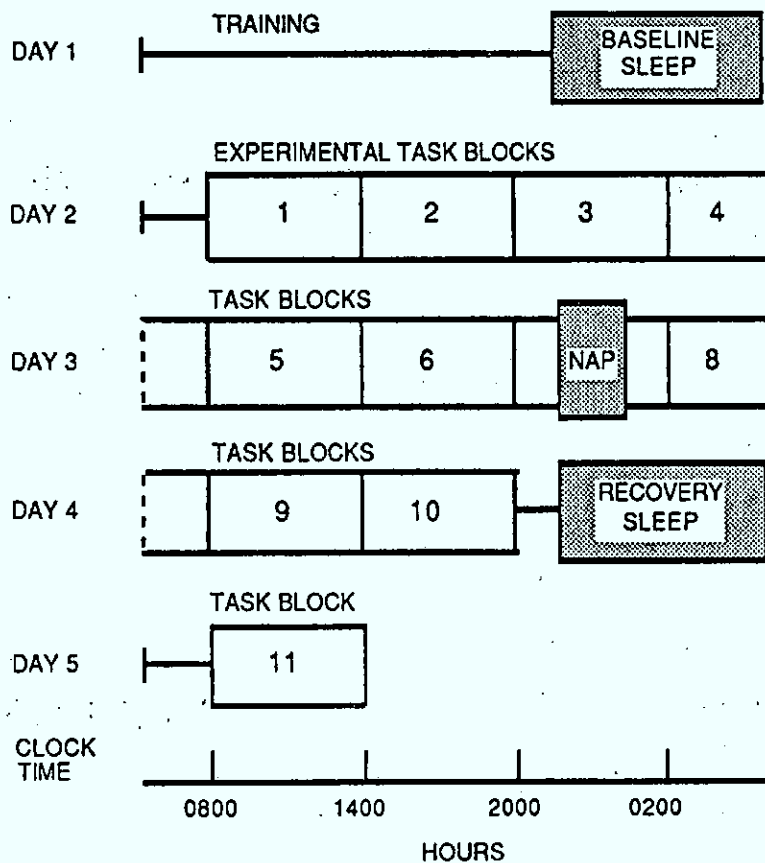 TRAINING
DAY 1
BASELINE
SLEEP
EXPERIMENTAL TASK BLOCKS
DAY 2
1 2 3 4
TASK BLOCKS
DAY 3
5 6 NAP 8
TASK BLOCKS
DAY 4
9 10
RECOVERY
SLEEP
TASK BLOCK
DAY 5
11
CLOCK
TIME
0800 1400 2000 0200
HOURS